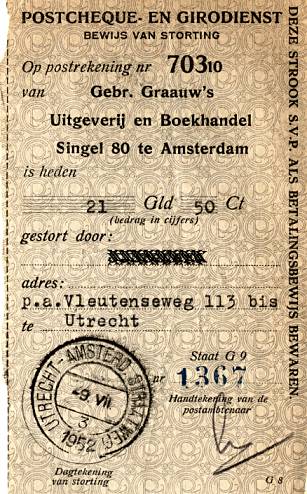 POSTCHEQUE- EN GIRODIENST
BEWIJS VAN STORTING
Op postrekening nr 70310
van Gebr. Graauw's
Uitgeverij en Boekhandel
Singel 80 te Amsterdam
is heden
21 Gld 50 Ct
(bedrag in cijfers)
gestort door:
adres:
p.a.Vleutenseweg 113 bis
te Utrecht
Staat G 9
nr 1367
Handtekening van de
postambtenaar
UTRECHT-AMSTERD.STRAATWEG
29 VII
3
1952
Dagtekening
van storting
G 8
DEZE STROOK S.V.P. ALS BETALINGSBEWIJS BEWAREN.